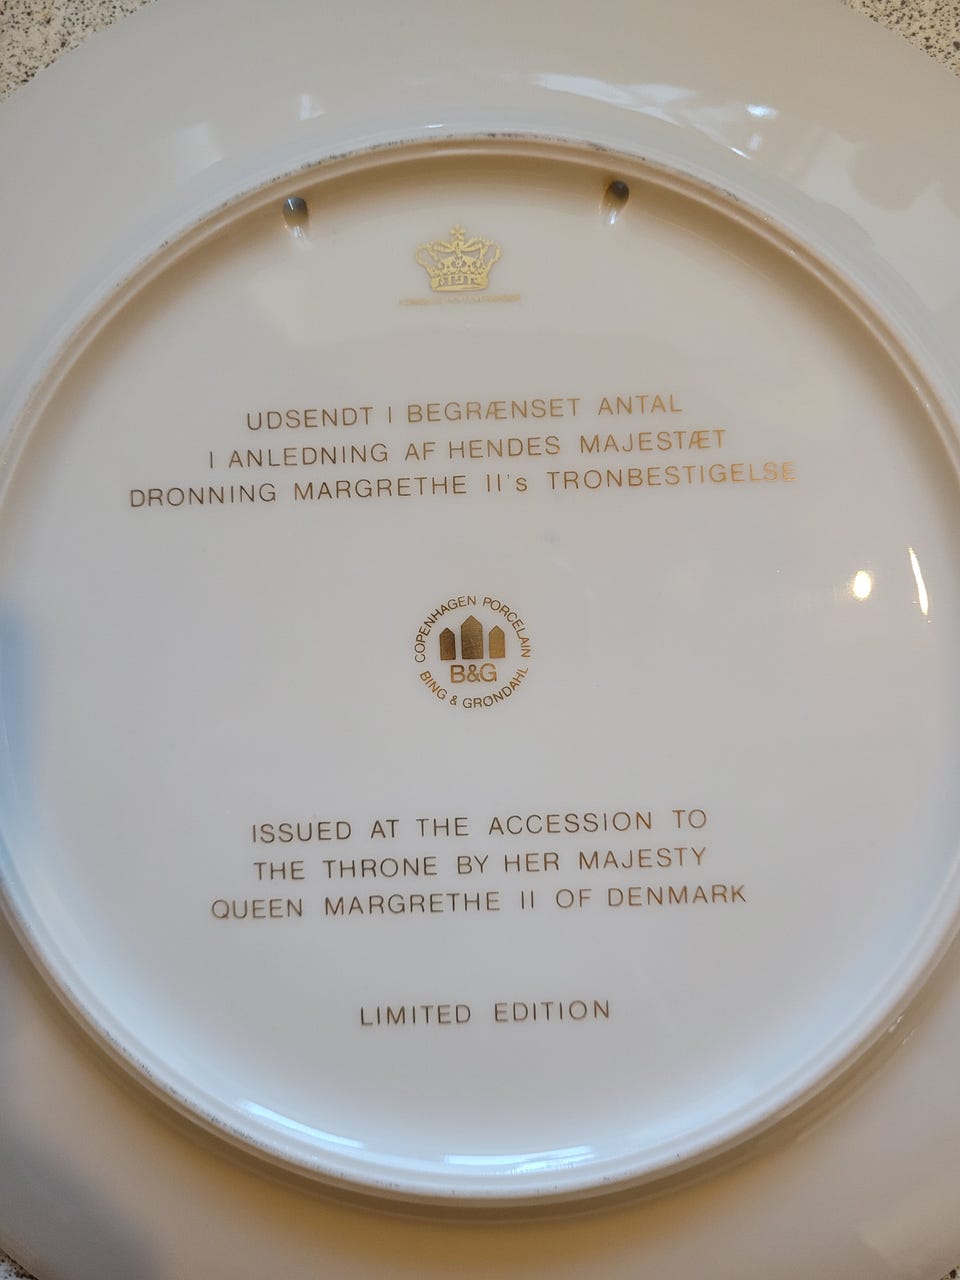 UDSENDT I BEGRÆNSET ANTAL
I ANLEDNING AF HENDES MAJESTÆT
DRONNING MARGRETHE II's TRONBESTIGELSE
COPENHAGEN PORCELAIN
B&G
BING & GRØNDAHL
ISSUED AT THE ACCESSION TO
THE THRONE BY HER MAJESTY
QUEEN MARGRETHE II OF DENMARK
LIMITED EDITION